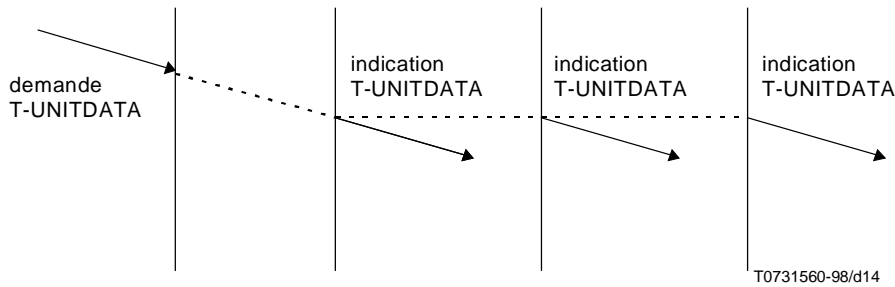 demande
T-UNITDATA
indication
T-UNITDATA
indication
T-UNITDATA
indication
T-UNITDATA
T0731560-98/d14